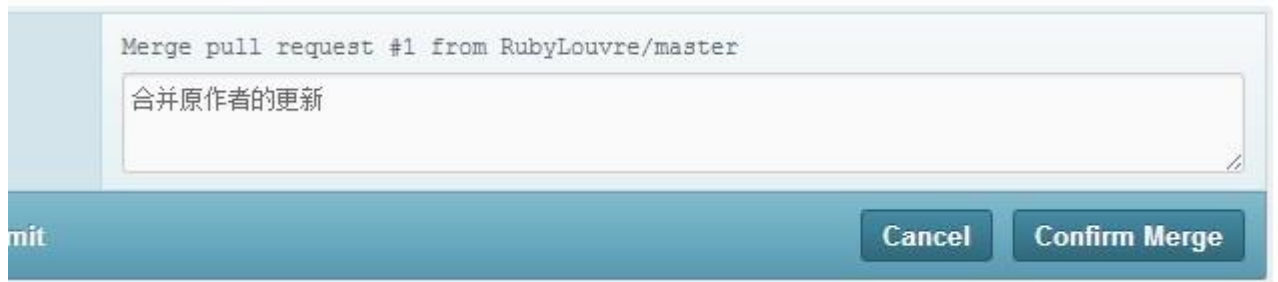 Merge pull request #1 from RubyLouvre/master
合并原作者的更新
mit Cancel Confirm Merge